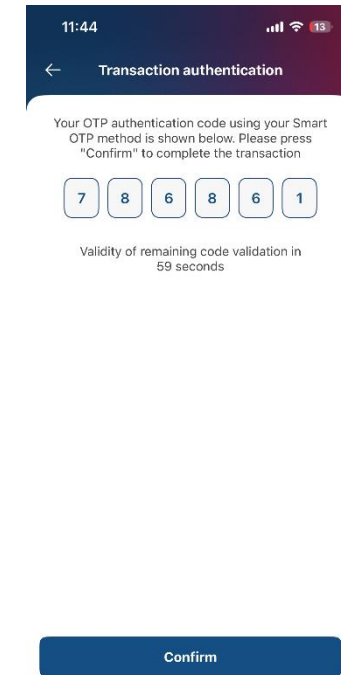 11:44
13
Transaction authentication
Your OTP authentication code using your Smart
OTP method is shown below. Please press
"Confirm" to complete the transaction
7 8 6 8 6 1
Validity of remaining code validation in
59 seconds
Confirm